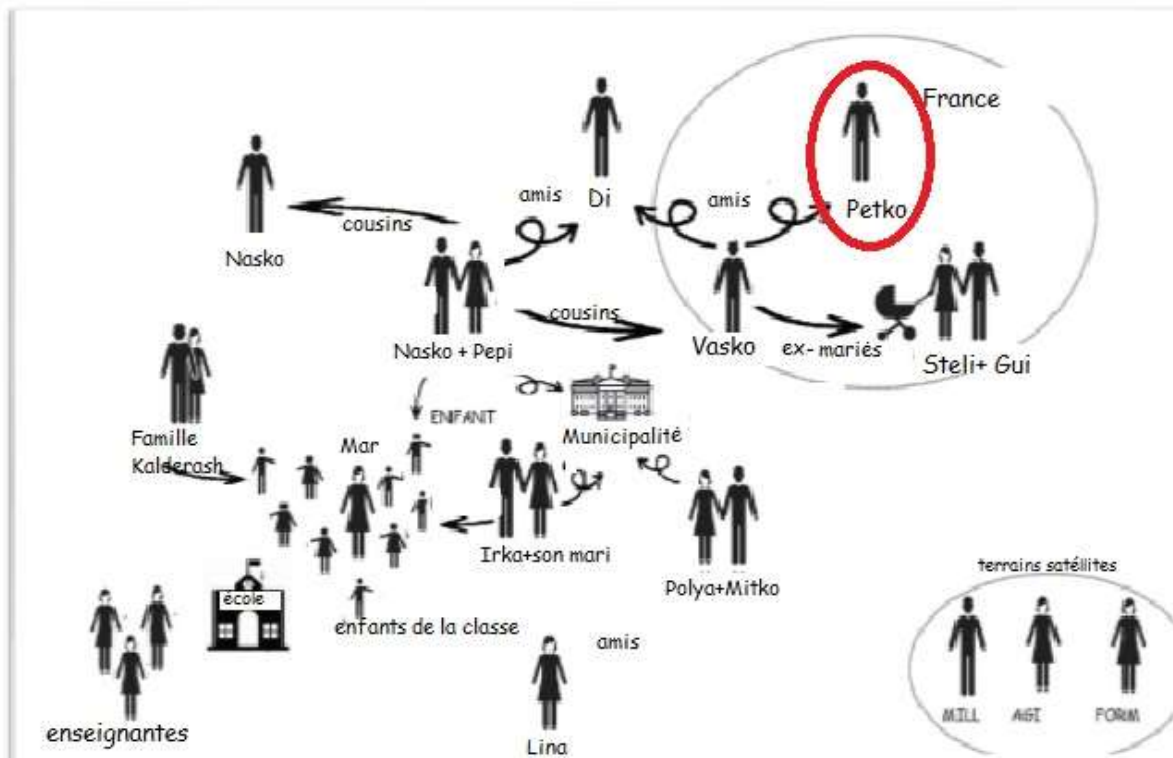 France
amis
Di
amis
Petko
Nasko
cousins
cousins
Nasko + Pepi
Vasko
ex- mariés
Steli+ Gui
ENFANT
Municipalité
Famille
Kalderash
Mar
Irka+son mari
Polya+Mitko
terrains satéllites
école
enfants de la classe
amis
MILL AGI FORM
enseignantes
Lina